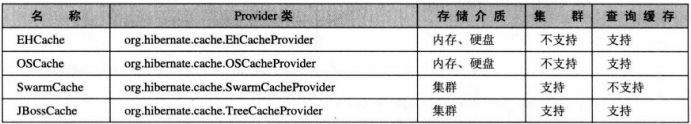 名 称 Provider 类 存 储 介 质 集 群 查 询 缓 存
EHCache org.hibernate.cache.EhCacheProvider 内存、硬盘 不支持 支持
OSCache org.hibernate.cache.OSCacheProvider 内存、硬盘 不支持 支持
SwarmCache org.hibernate.cache.SwarmCacheProvider 集群 支持 不支持
JBossCache org.hibernate.cache.TreeCacheProvider 集群 支持 支持